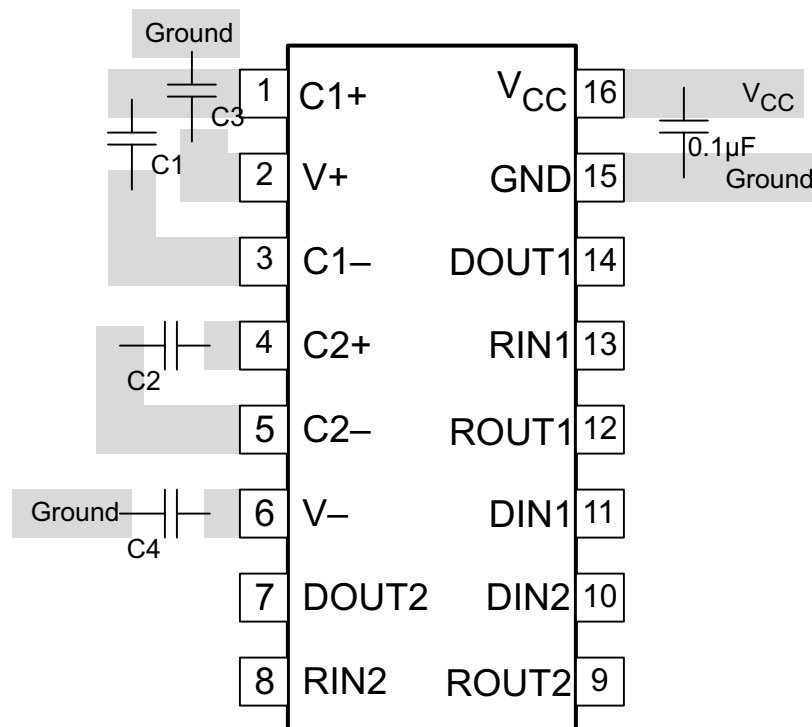 Ground
1 C1+ VCC 16 VCC
C3
C1 0.1µF
2 V+ GND 15 Ground
3 C1– DOUT1 14
4 C2+ RIN1 13
C2
5 C2– ROUT1 12
Ground 6 V– DIN1 11
C4
7 DOUT2 DIN2 10
8 RIN2 ROUT2 9